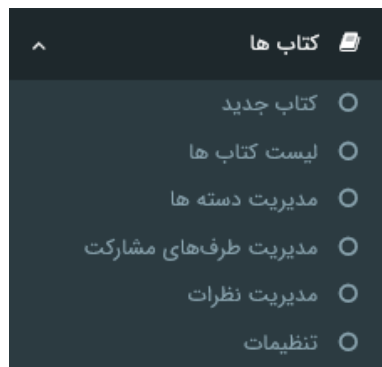 کتاب ها
کتاب جدید
لیست کتاب ها
مدیریت دسته ها
مدیریت طرف‌های مشارکت
مدیریت نظرات
تنظیمات